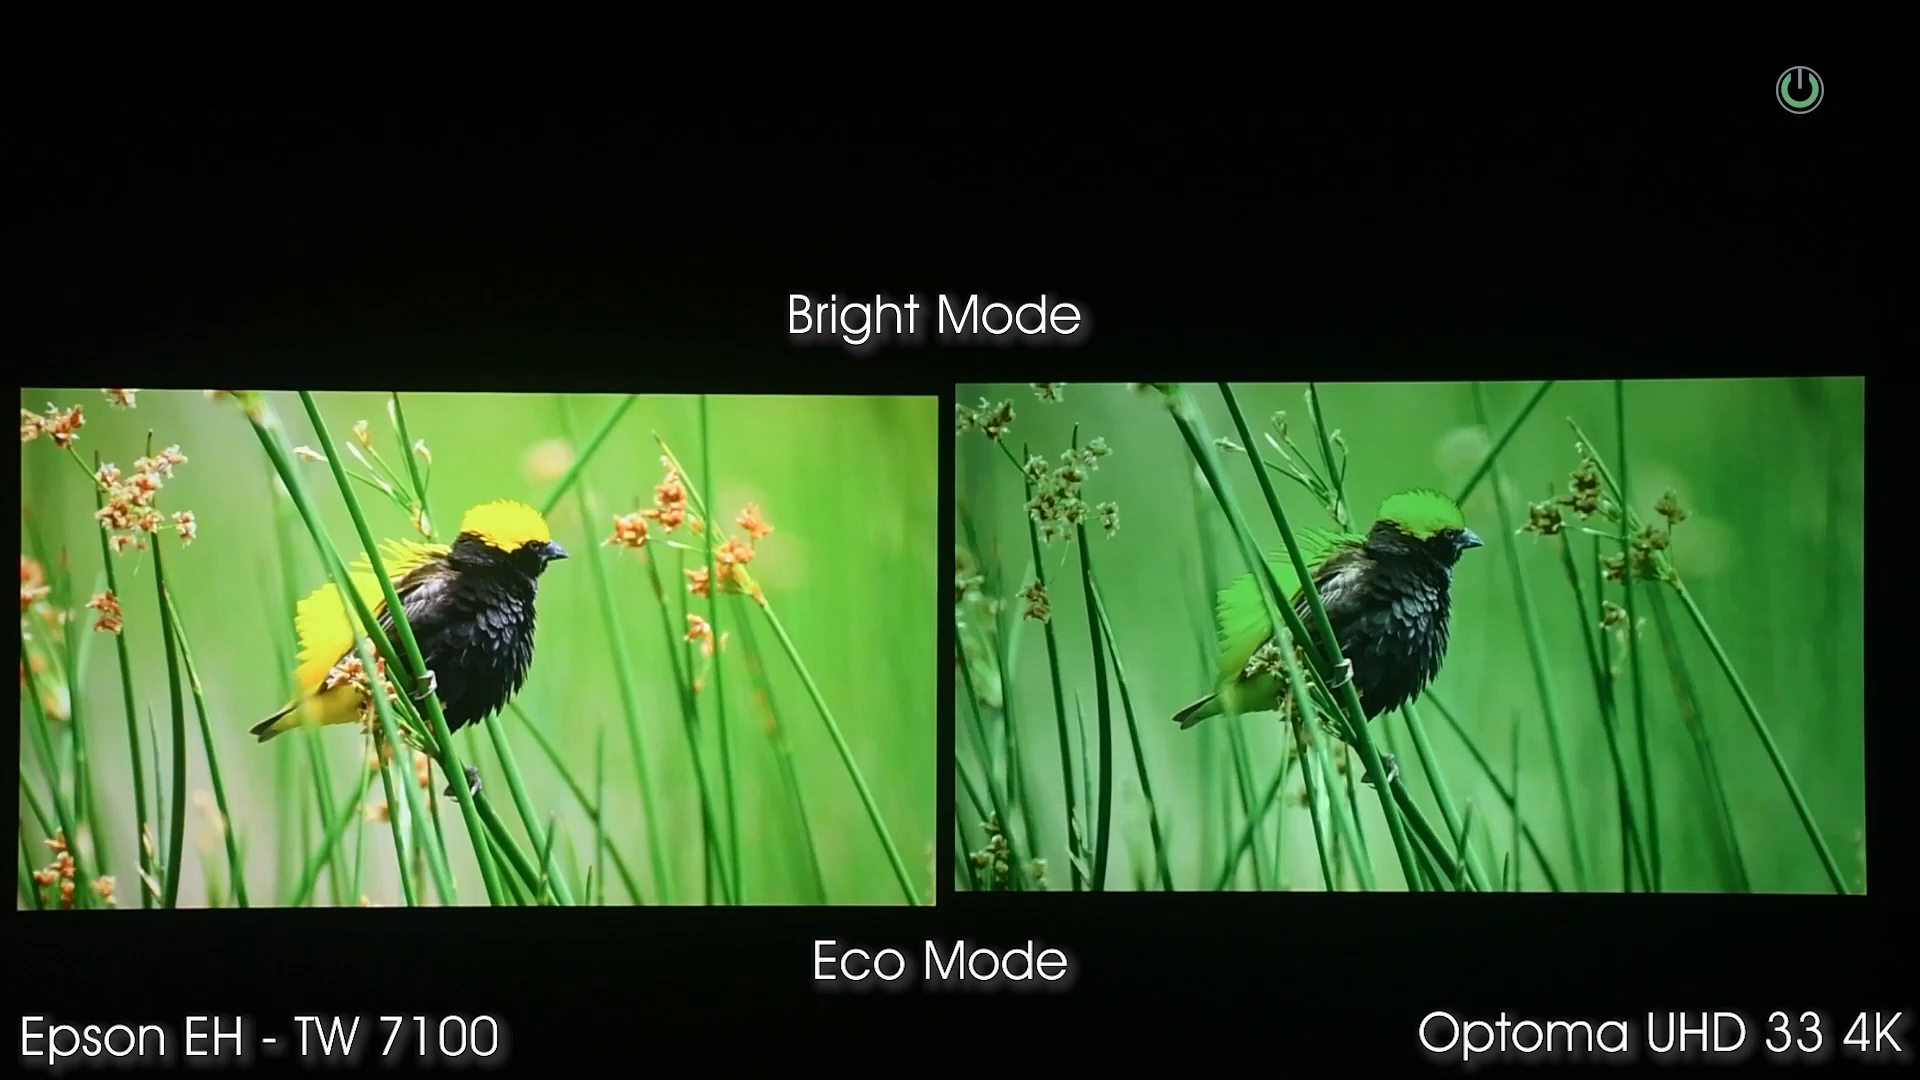 Bright Mode
Eco Mode
Epson EH - TW 7100
Optoma UHD 33 4K